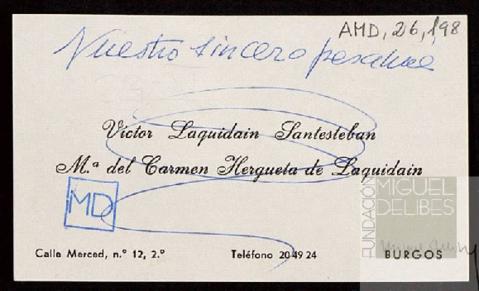 AMD, 26, 198
Nuestro sincero pesame
Víctor Laquidain Santesteban
M.ª del Carmen Hergueta de Laquidain
MD
Calle Merced, n.º 12, 2.º
Teléfono 20 49 24
BURGOS
FUNDACIÓN
MIGUEL
DELIBES